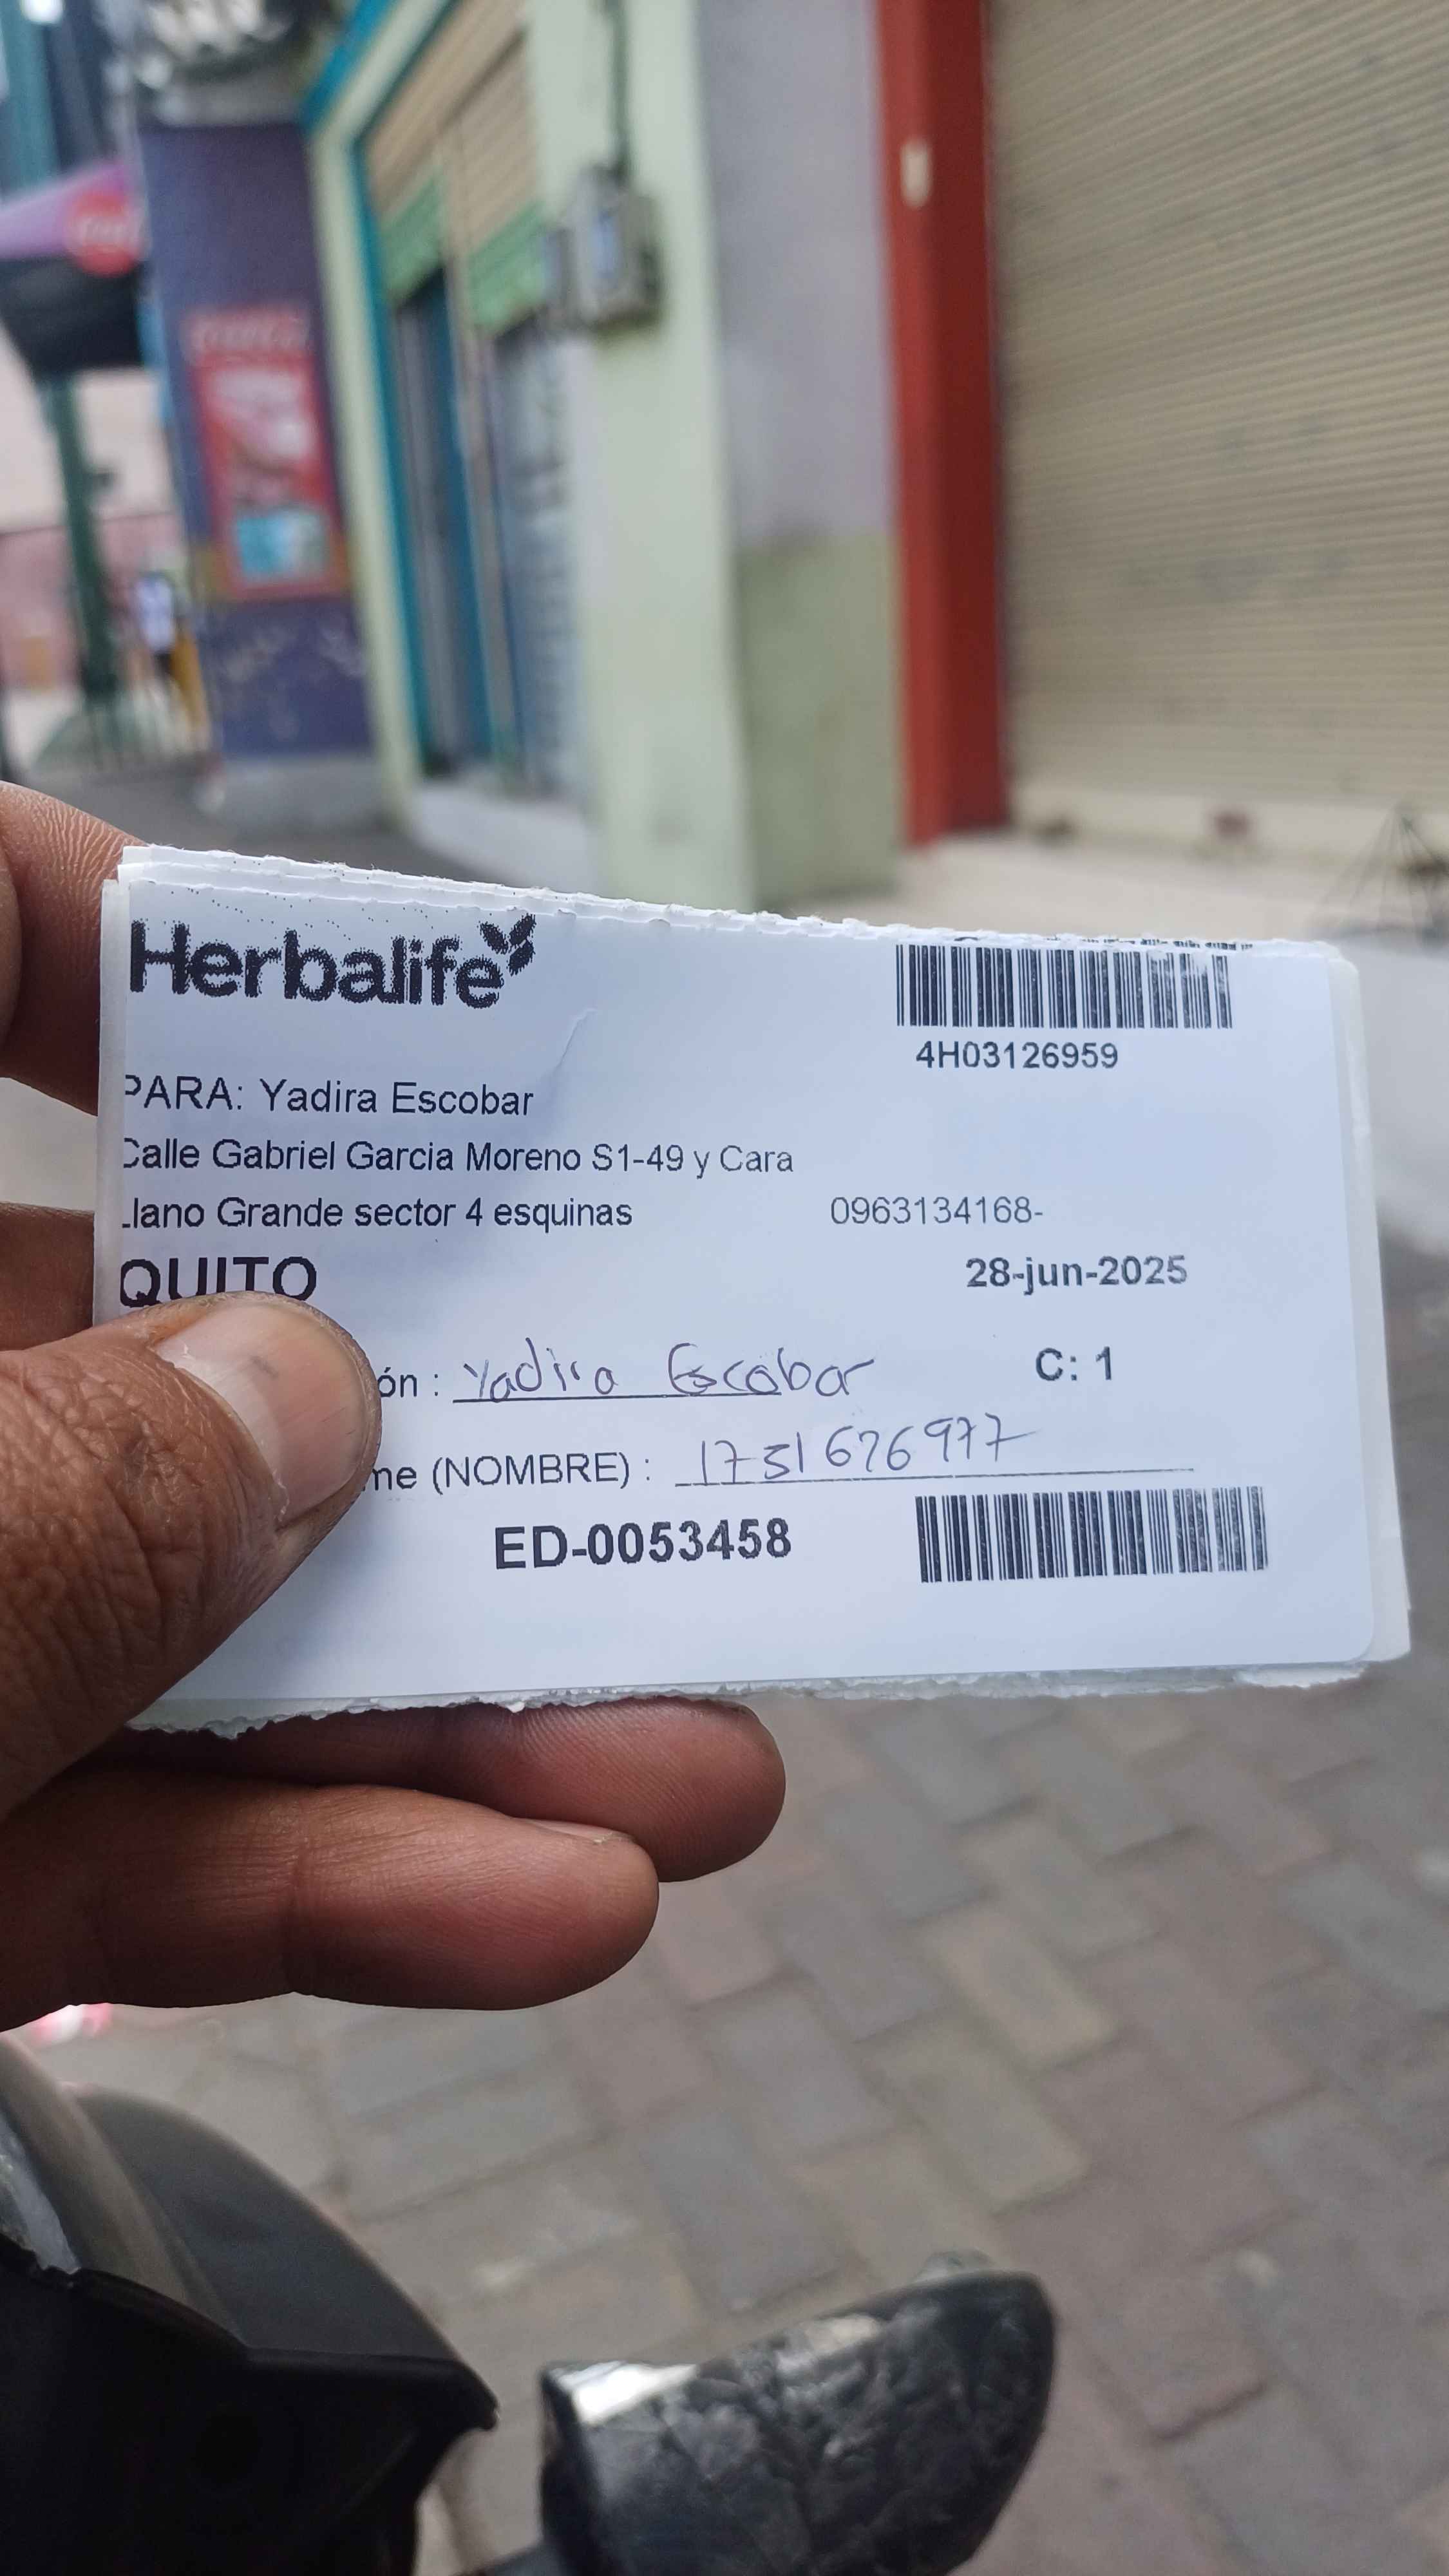 Herbalife
4H03126959
PARA: Yadira Escobar
Calle Gabriel Garcia Moreno S1-49 y Cara
Llano Grande sector 4 esquinas 0963134168-
QUITO 28-jun-2025
ón : Yadira Escobar C: 1
me (NOMBRE) : 1751676977
ED-0053458